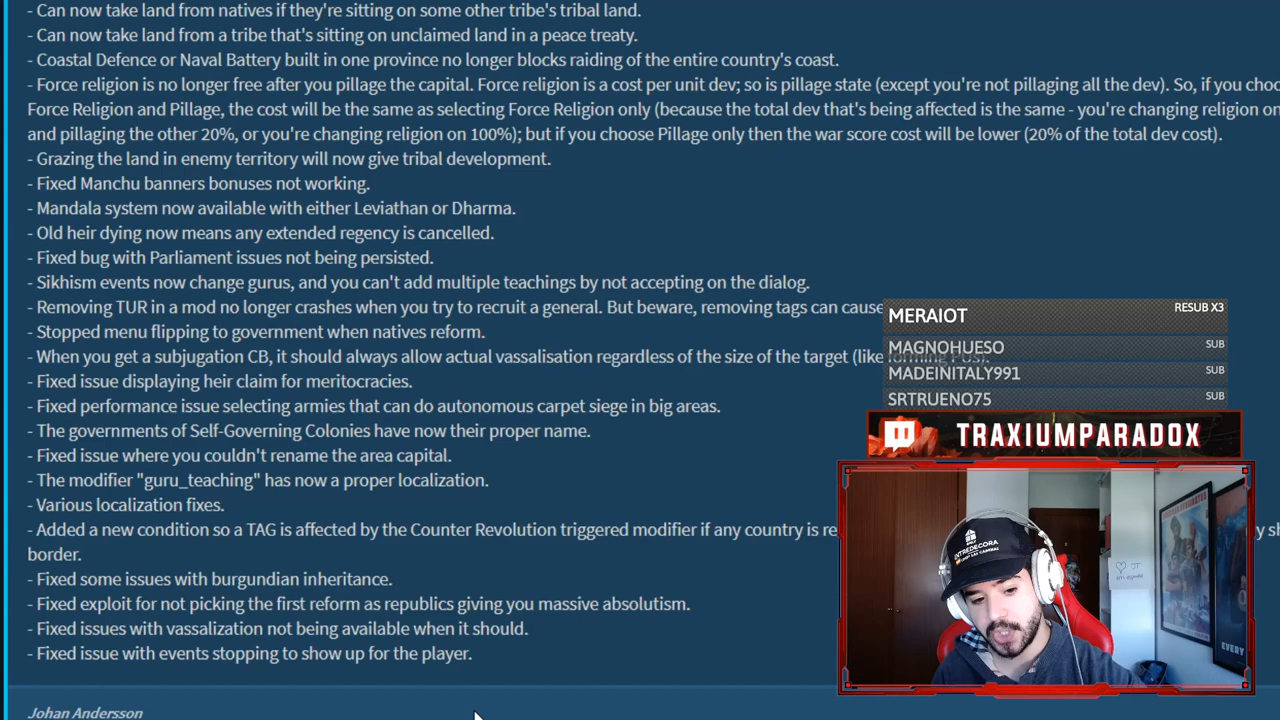 - Can now take land from natives if they're sitting on some other tribe's tribal land.
- Can now take land from a tribe that's sitting on unclaimed land in a peace treaty.
- Coastal Defence or Naval Battery built in one province no longer blocks raiding of the entire country's coast.
- Force religion is no longer free after you pillage the capital. Force religion is a cost per unit dev; so is pillage state (except you're not pillaging all the dev). So, if you
Force Religion and Pillage, the cost will be the same as selecting Force Religion only (because the total dev that's being affected is the same - you're changing religion
and pillaging the other 20%, or you're changing religion on 100%); but if you choose Pillage only then the war score cost will be lower (20% of the total dev cost).
- Grazing the land in enemy territory will now give tribal development.
- Fixed Manchu banners bonuses not working.
- Mandala system now available with either Leviathan or Dharma.
- Old heir dying now means any extended regency is cancelled.
- Fixed bug with Parliament issues not being persisted.
- Sikhism events now change gurus, and you can't add multiple teachings by not accepting on the dialog.
- Removing TUR in a mod no longer crashes when you try to recruit a general. But beware, removing tags can cause
- Stopped menu flipping to government when natives reform.
- When you get a subjugation CB, it should always allow actual vassalisation regardless of the size of the target (like forming PUs).
- Fixed issue displaying heir claim for meritocracies.
- Fixed performance issue selecting armies that can do autonomous carpet siege in big areas.
- The governments of Self-Governing Colonies have now their proper name.
- Fixed issue where you couldn't rename the area capital.
- The modifier "guru_teaching" has now a proper localization.
- Various localization fixes.
- Added a new condition so a TAG is affected by the Counter Revolution triggered modifier if any country is
border.
- Fixed some issues with burgundian inheritance.
- Fixed exploit for not picking the first reform as republics giving you massive absolutism.
- Fixed issues with vassalization not being available when it should.
- Fixed issue with events stopping to show up for the player.
Johan Andersson
MERAIOT RESUB X3
MAGNOHUESO SUB
MADEINITALY991 SUB
SRTRUENO75 SUB
TRAXIUMPARADOX